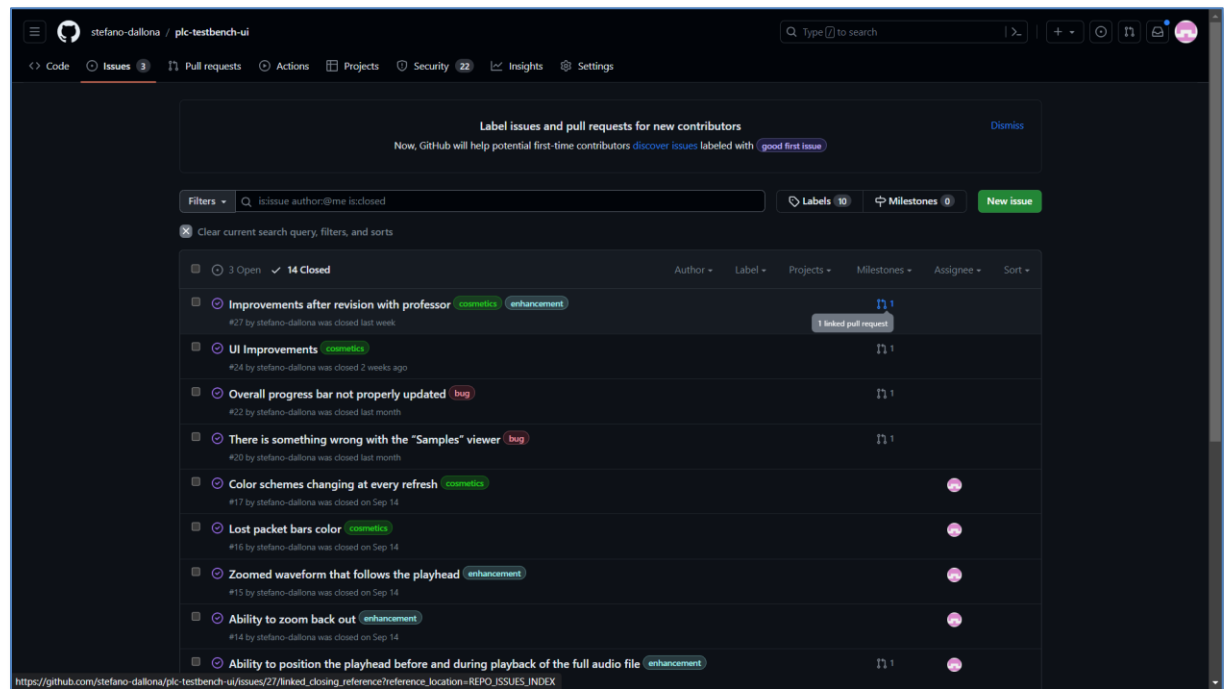 stefano-dallona / plc-testbench-ui
Type / to search
Code Issues 3 Pull requests Actions Projects Security 22 Insights Settings
Label issues and pull requests for new contributors
Dismiss
Now, GitHub will help potential first-time contributors discover issues labeled with good first issue
Filters is:issue author:@me is:closed Labels 10 Milestones 0 New issue
Clear current search query, filters, and sorts
3 Open 14 Closed Author Label Projects Milestones Assignee Sort
Improvements after revision with professor cosmetics enhancement 1
#27 by stefano-dallona was closed last week
1 linked pull request
UI Improvements cosmetics 1
#24 by stefano-dallona was closed 2 weeks ago
Overall progress bar not properly updated bug 1
#22 by stefano-dallona was closed last month
There is something wrong with the “Samples” viewer bug 1
#20 by stefano-dallona was closed last month
Color schemes changing at every refresh cosmetics
#17 by stefano-dallona was closed on Sep 14
Lost packet bars color cosmetics
#16 by stefano-dallona was closed on Sep 14
Zoomed waveform that follows the playhead enhancement
#15 by stefano-dallona was closed on Sep 14
Ability to zoom back out enhancement
#14 by stefano-dallona was closed on Sep 14
Ability to position the playhead before and during playback of the full audio file enhancement 1
https://github.com/stefano-dallona/plc-testbench-ui/issues/27/linked_closing_reference?reference_location=REPO_ISSUES_INDEX